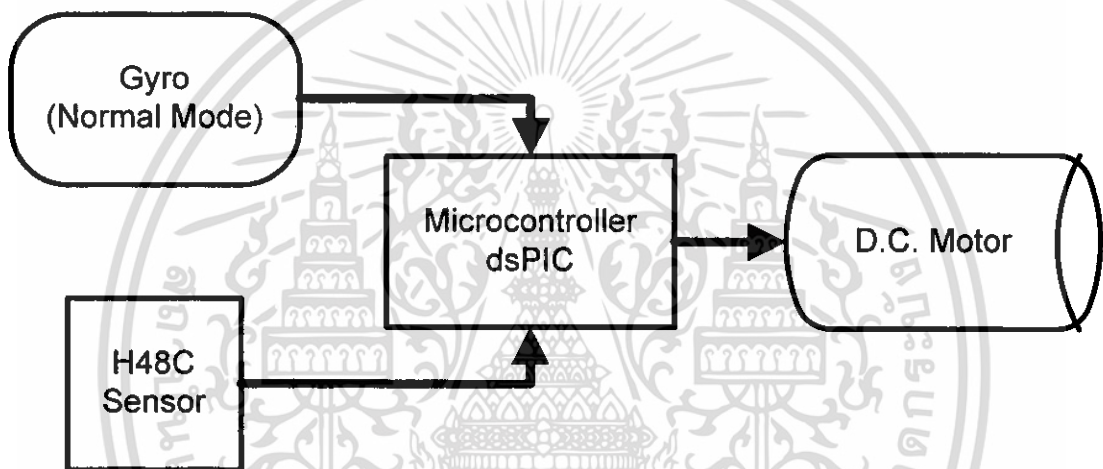 Gyro
(Normal Mode)
Microcontroller
dsPIC
D.C. Motor
H48C
Sensor